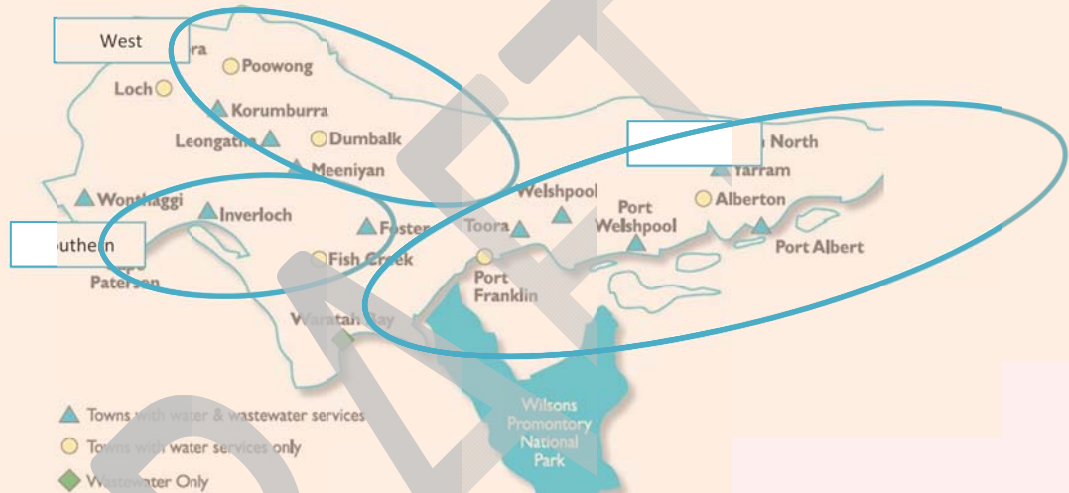 West
Poowong
Loch
Korumburra
Leongatha
Dumbalk
Meeniyan
North
Yarram
Welshpool
Alberton
Wonthaggi
Inverloch
Foster
Toora
Port
Welshpool
Port Albert
Fish Creek
Paterson
Port
Franklin
Waratah Bay
Towns with water & wastewater services
Towns with water services only
Wastewater Only
Wilsons
Promontory
National
Park
DRAFT